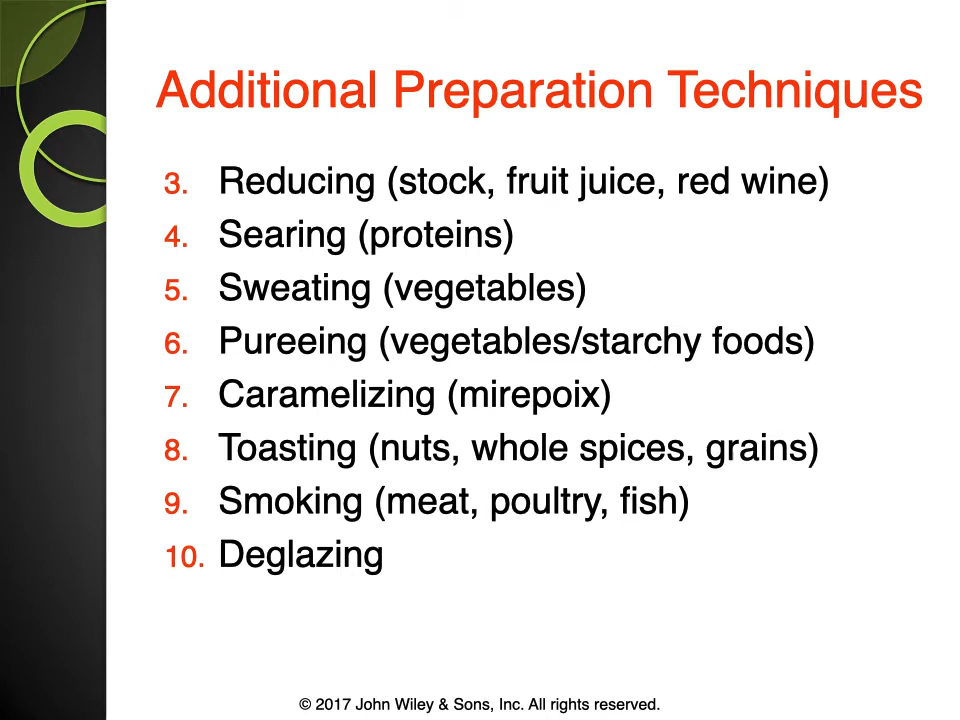 Additional Preparation Techniques
3. Reducing (stock, fruit juice, red wine)
4. Searing (proteins)
5. Sweating (vegetables)
6. Pureeing (vegetables/starchy foods)
7. Caramelizing (mirepoix)
8. Toasting (nuts, whole spices, grains)
9. Smoking (meat, poultry, fish)
10. Deglazing
© 2017 John Wiley & Sons, Inc. All rights reserved.